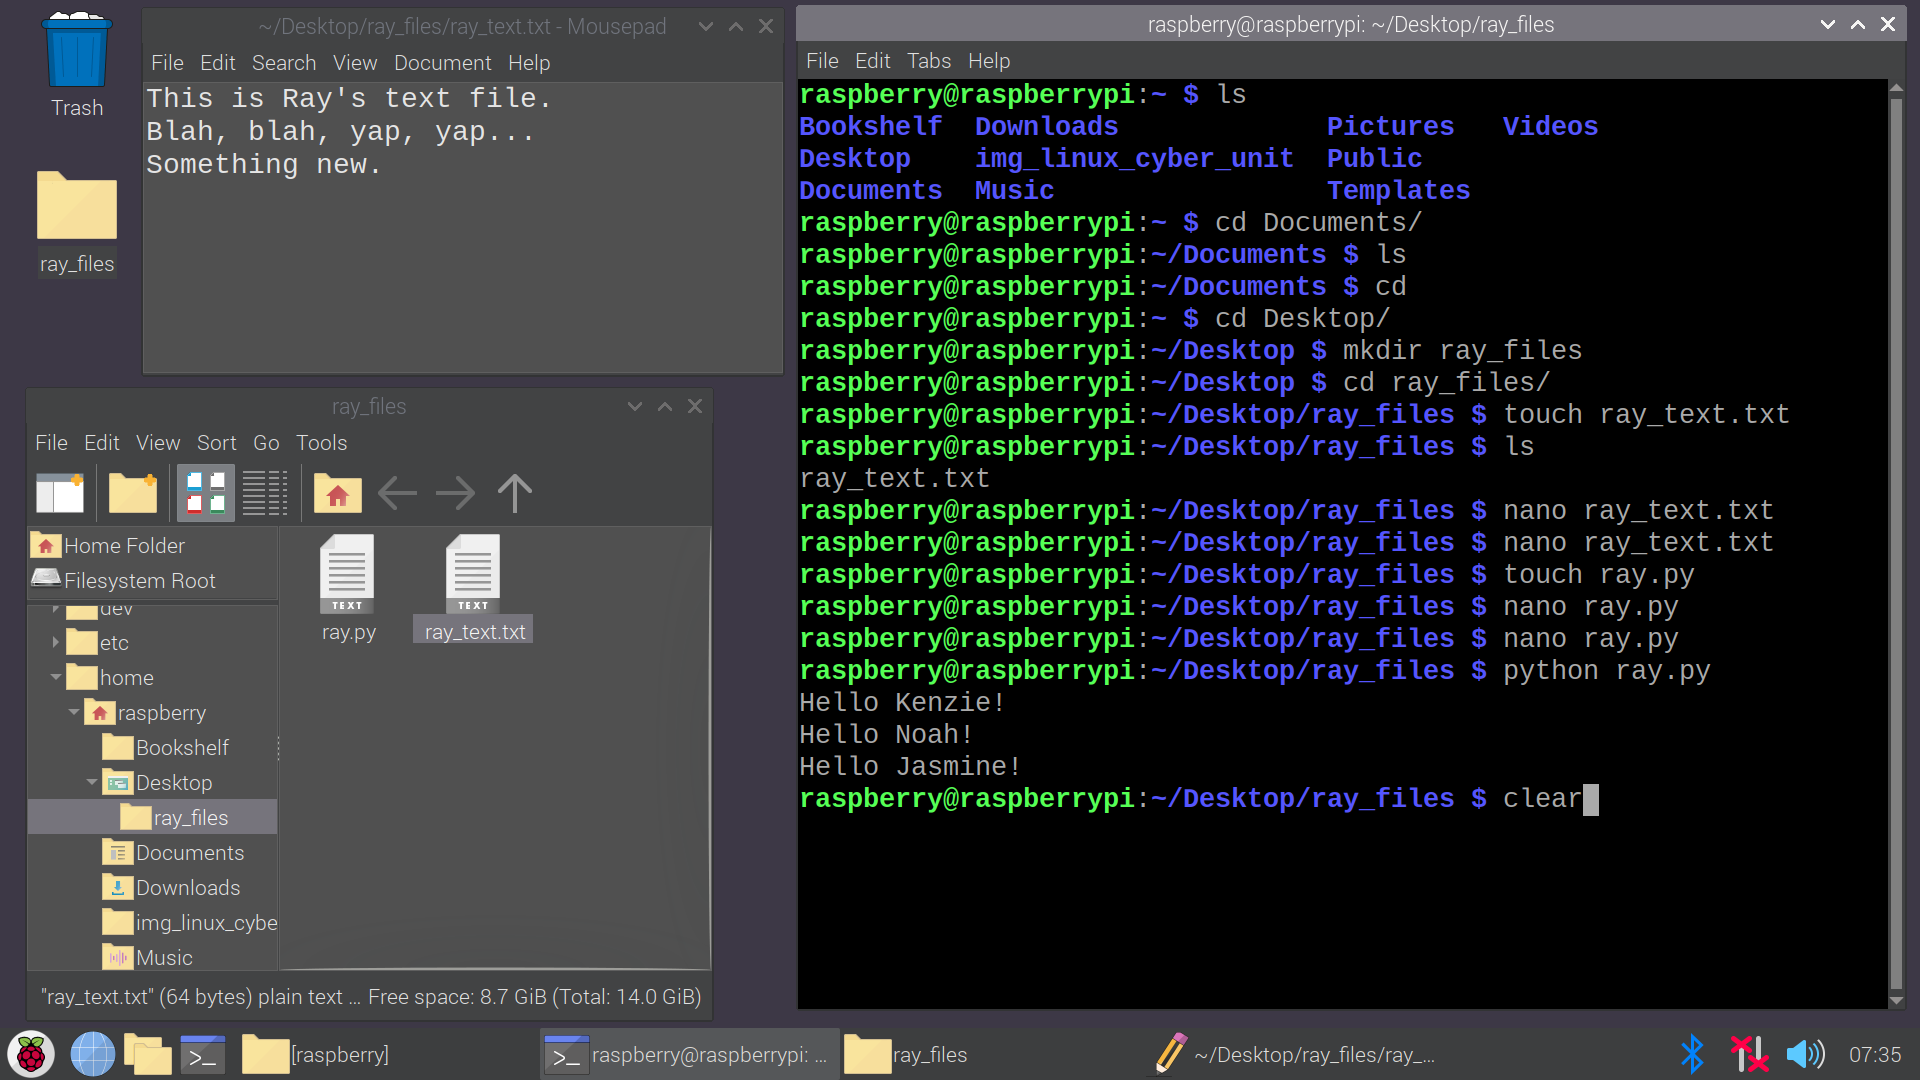 Trash
ray_files
~/Desktop/ray_files/ray_text.txt - Mousepad
File Edit Search View Document Help
This is Ray's text file.
Blah, blah, yap, yap...
Something new.
ray_files
File Edit View Sort Go Tools
Home Folder
Filesystem Root
dev
etc
home
raspberry
Bookshelf
Desktop
ray_files
Documents
Downloads
img_linux_cybe
Music
TEXT
ray.py
TEXT
ray_text.txt
"ray_text.txt" (64 bytes) plain text ... Free space: 8.7 GiB (Total: 14.0 GiB)
raspberry@raspberrypi: ~/Desktop/ray_files
File Edit Tabs Help
raspberry@raspberrypi:~ $ ls
Bookshelf Downloads Pictures Videos
Desktop img_linux_cyber_unit Public
Documents Music Templates
raspberry@raspberrypi:~ $ cd Documents/
raspberry@raspberrypi:~/Documents $ ls
raspberry@raspberrypi:~/Documents $ cd
raspberry@raspberrypi:~ $ cd Desktop/
raspberry@raspberrypi:~/Desktop $ mkdir ray_files
raspberry@raspberrypi:~/Desktop $ cd ray_files/
raspberry@raspberrypi:~/Desktop/ray_files $ touch ray_text.txt
raspberry@raspberrypi:~/Desktop/ray_files $ ls
ray_text.txt
raspberry@raspberrypi:~/Desktop/ray_files $ nano ray_text.txt
raspberry@raspberrypi:~/Desktop/ray_files $ nano ray_text.txt
raspberry@raspberrypi:~/Desktop/ray_files $ touch ray.py
raspberry@raspberrypi:~/Desktop/ray_files $ nano ray.py
raspberry@raspberrypi:~/Desktop/ray_files $ nano ray.py
raspberry@raspberrypi:~/Desktop/ray_files $ python ray.py
Hello Kenzie!
Hello Noah!
Hello Jasmine!
raspberry@raspberrypi:~/Desktop/ray_files $ clear
[raspberry]
raspberry@raspberrypi: ...
ray_files
~/Desktop/ray_files/ray_...
07:35